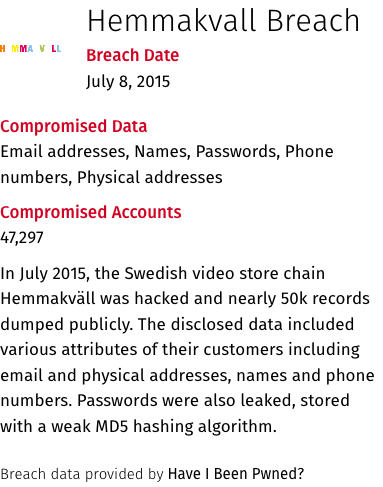 Hemmakvall Breach
Breach Date
July 8, 2015
Compromised Data
Email addresses, Names, Passwords, Phone
numbers, Physical addresses
Compromised Accounts
47,297
In July 2015, the Swedish video store chain
Hemmakväll was hacked and nearly 50k records
dumped publicly. The disclosed data included
various attributes of their customers including
email and physical addresses, names and phone
numbers. Passwords were also leaked, stored
with a weak MD5 hashing algorithm.
Breach data provided by Have I Been Pwned?